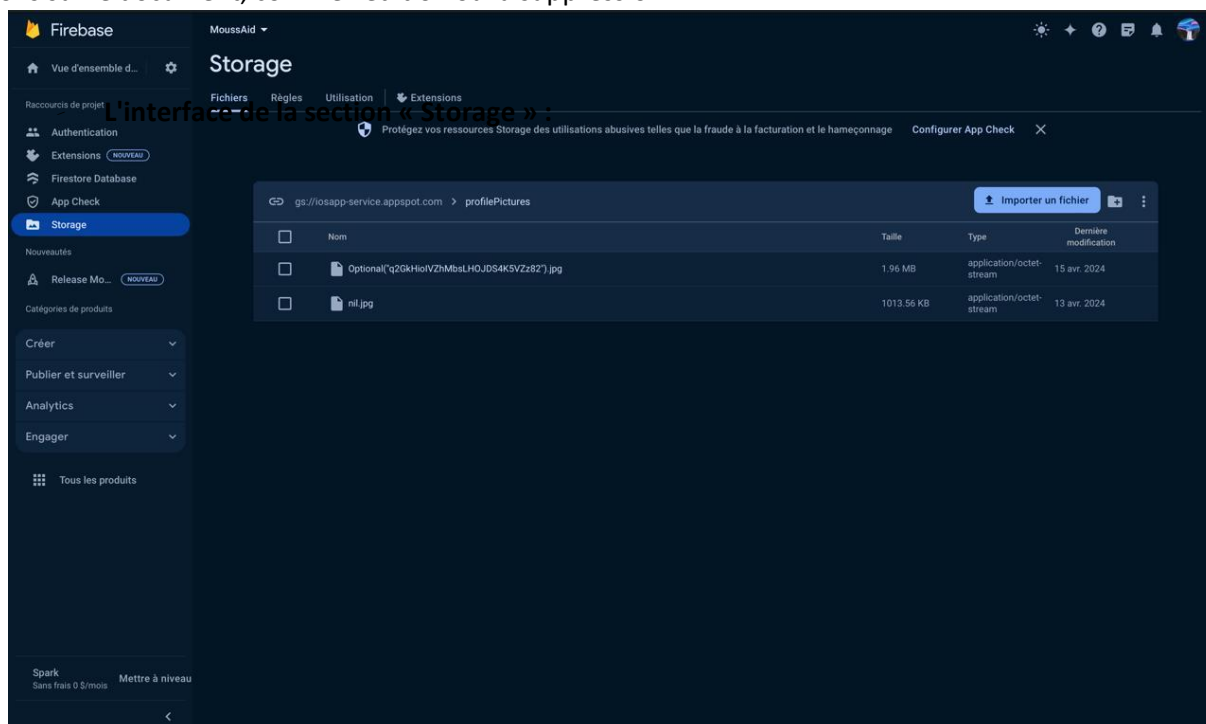 Firebase
MoussAid
Vue d'ensemble d...
Storage
Raccourcis de projet
Fichiers Règles Utilisation Extensions
L'interface de la section « Storage » :
Authentication
Protégez vos ressources Storage des utilisations abusives telles que la fraude à la facturation et le hameçonnage Configurer App Check
Extensions NOUVEAU
Firestore Database
App Check
gs://iosapp-service.appspot.com > profilePictures
Importer un fichier
Storage
Nom Taille Type Dernière modification
Nouveautés
Optional("q2GkHioIVZhMbsLHOJDS4K5VZz82").jpg 1.96 MB application/octet-stream 15 avr. 2024
Release Mo... NOUVEAU
nil.jpg 1013.56 KB application/octet-stream 13 avr. 2024
Catégories de produits
Créer
Publier et surveiller
Analytics
Engager
Tous les produits
Spark
Sans frais 0 $/mois
Mettre à niveau